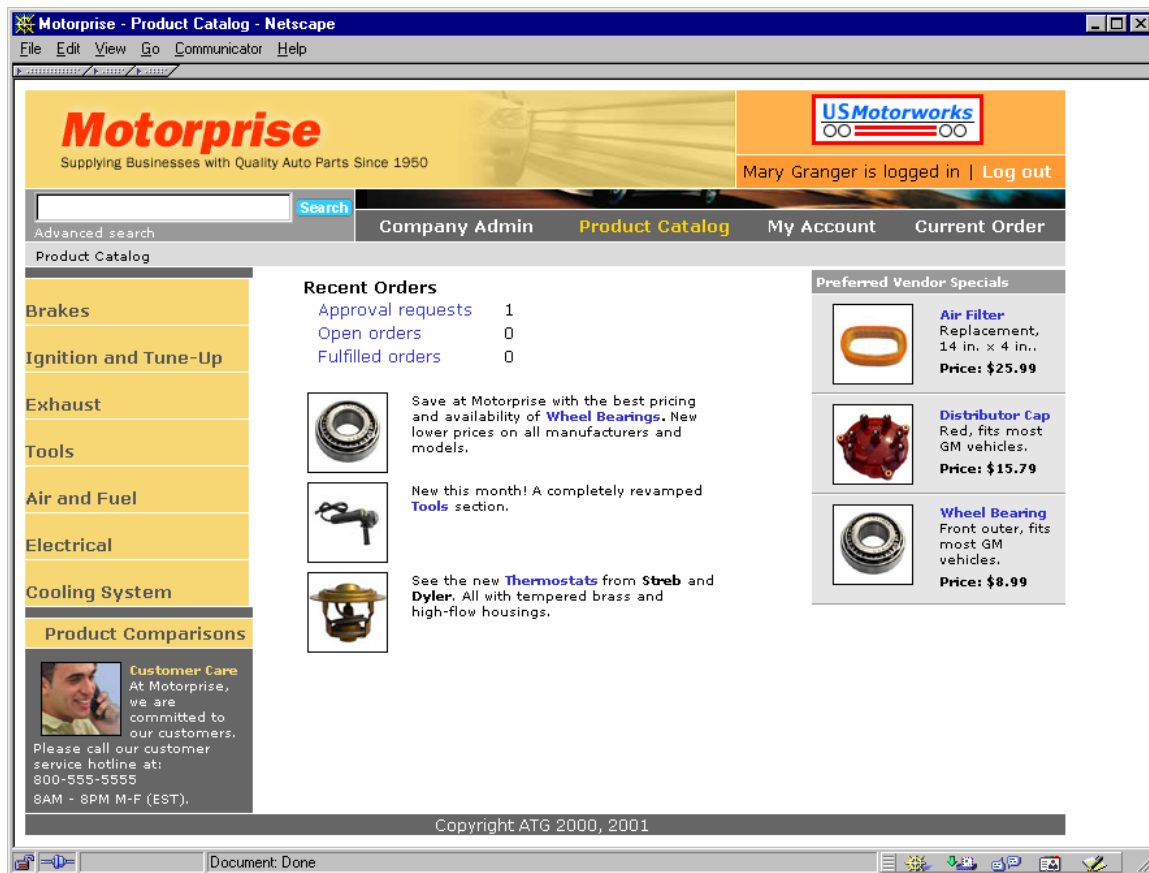 Motorprise - Product Catalog - Netscape
File Edit View Go Communicator Help
Motorprise
Supplying Businesses with Quality Auto Parts Since 1950
USMotorworks
Mary Granger is logged in | Log out
Search
Advanced search
Company Admin Product Catalog My Account Current Order
Product Catalog
Brakes
Ignition and Tune-Up
Exhaust
Tools
Air and Fuel
Electrical
Cooling System
Product Comparisons
Customer Care
At Motorprise,
we are
committed to
our customers.
Please call our customer
service hotline at:
800-555-5555
8AM - 8PM M-F (EST).
Recent Orders
Approval requests 1
Open orders 0
Fulfilled orders 0
Save at Motorprise with the best pricing
and availability of Wheel Bearings. New
lower prices on all manufacturers and
models.
New this month! A completely revamped
Tools section.
See the new Thermostats from Streb and
Dyler. All with tempered brass and
high-flow housings.
Preferred Vendor Specials
Air Filter
Replacement,
14 in. x 4 in..
Price: $25.99
Distributor Cap
Red, fits most
GM vehicles.
Price: $15.79
Wheel Bearing
Front outer, fits
most GM
vehicles.
Price: $8.99
Copyright ATG 2000, 2001
Document: Done